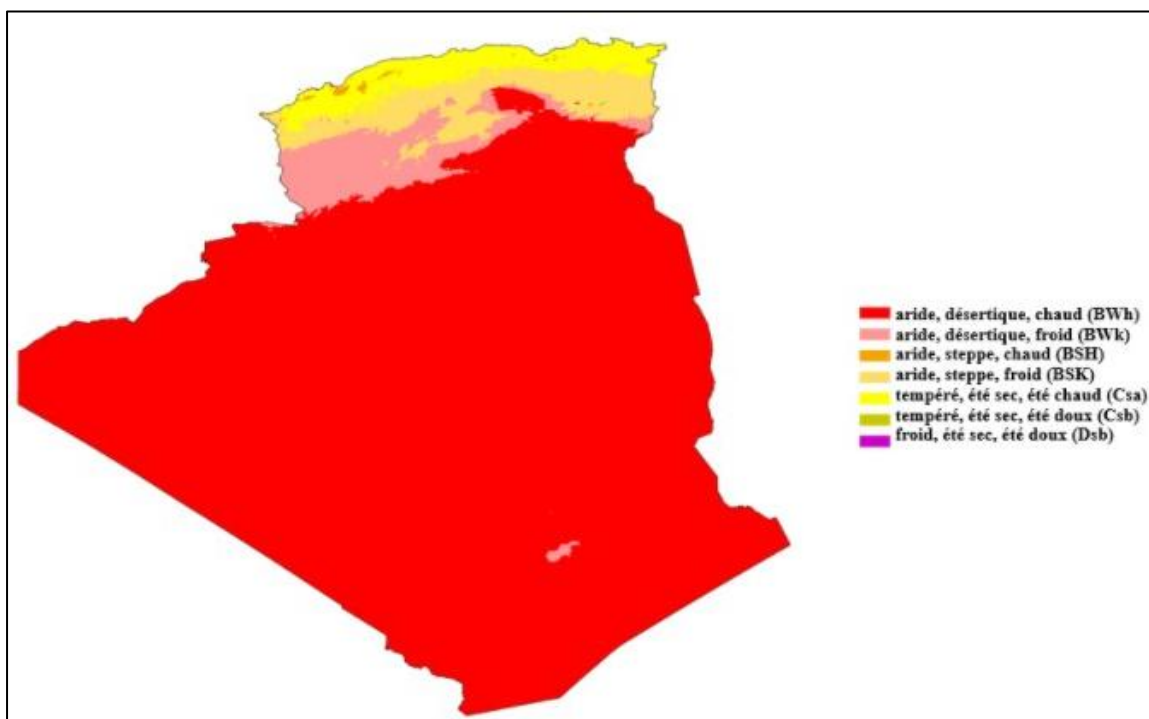 aride, désertique, chaud (BWh)
aride, désertique, froid (BWk)
aride, steppe, chaud (BSH)
aride, steppe, froid (BSK)
tempéré, été sec, été chaud (Csa)
tempéré, été sec, été doux (Csb)
froid, été sec, été doux (Dsb)